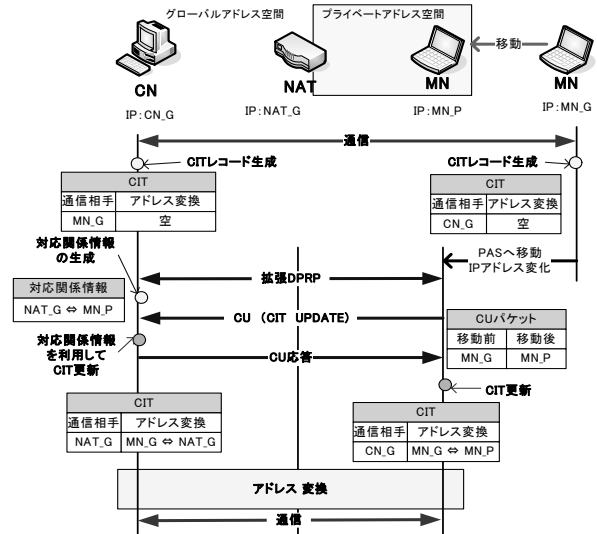 グローバルアドレス空間
プライベートアドレス空間
移動
CN
NAT
MN
MN
IP:CN_G
IP:NAT_G
IP:MN_P
IP:MN_G
通信
CITレコード生成
CITレコード生成
CIT
通信相手 アドレス変換
MN_G 空
CIT
通信相手 アドレス変換
CN_G 空
対応関係情報
の生成
PASへ移動
IPアドレス変化
拡張DPRP
対応関係情報
NAT_G ⇔ MN_P
CU (CIT UPDATE)
CUパケット
移動前 移動後
MN_G MN_P
対応関係情報
を利用して
CIT更新
CU応答
CIT更新
CIT
通信相手 アドレス変換
NAT_G MN_G ⇔ NAT_G
CIT
通信相手 アドレス変換
CN_G MN_G ⇔ MN_P
アドレス 変換
通信